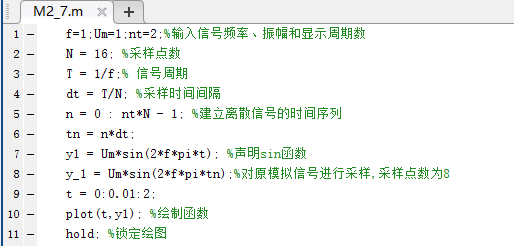 M2_7.m × +
1 – f=1;Um=1;nt=2;%输入信号频率、振幅和显示周期数
2 – N = 16; %采样点数
3 – T = 1/f;% 信号周期
4 – dt = T/N; %采样时间间隔
5 – n = 0 : nt*N - 1; %建立离散信号的时间序列
6 – tn = n*dt;
7 – y1 = Um*sin(2*f*pi*t); %声明sin函数
8 – y_1 = Um*sin(2*f*pi*tn);%对原模拟信号进行采样,采样点数为8
9 – t = 0:0.01:2;
10 – plot(t,y1); %绘制函数
11 – hold; %锁定绘图